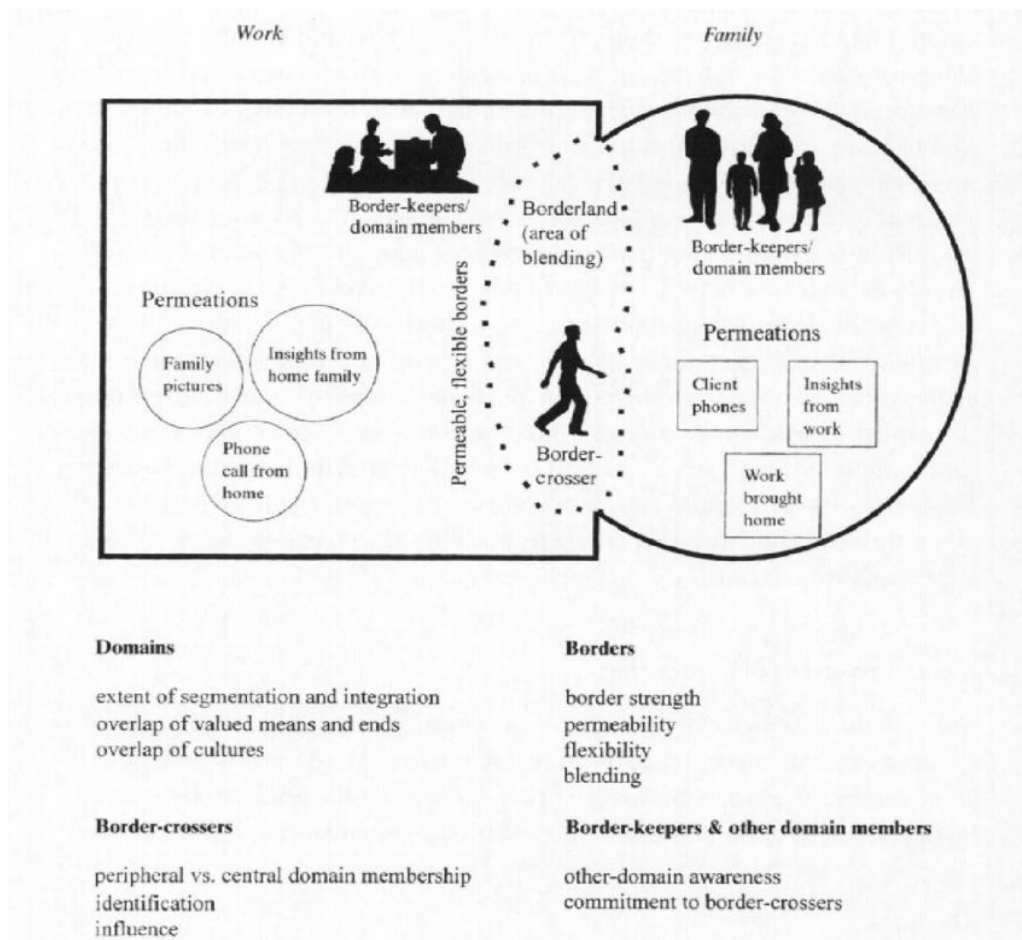 Work
Family
Border-keepers/
domain members
Borderland
(area of
blending)
Border-keepers/
domain members
Permeations
Family
pictures
Insights from
home family
Phone
call from
home
Permeable, flexible borders
Border-
crosser
Permeations
Client
phones
Insights
from
work
Work
brought
home
Domains
extent of segmentation and integration
overlap of valued means and ends
overlap of cultures
Borders
border strength
permeability
flexibility
blending
Border-crossers
peripheral vs. central domain membership
identification
influence
Border-keepers & other domain members
other-domain awareness
commitment to border-crossers